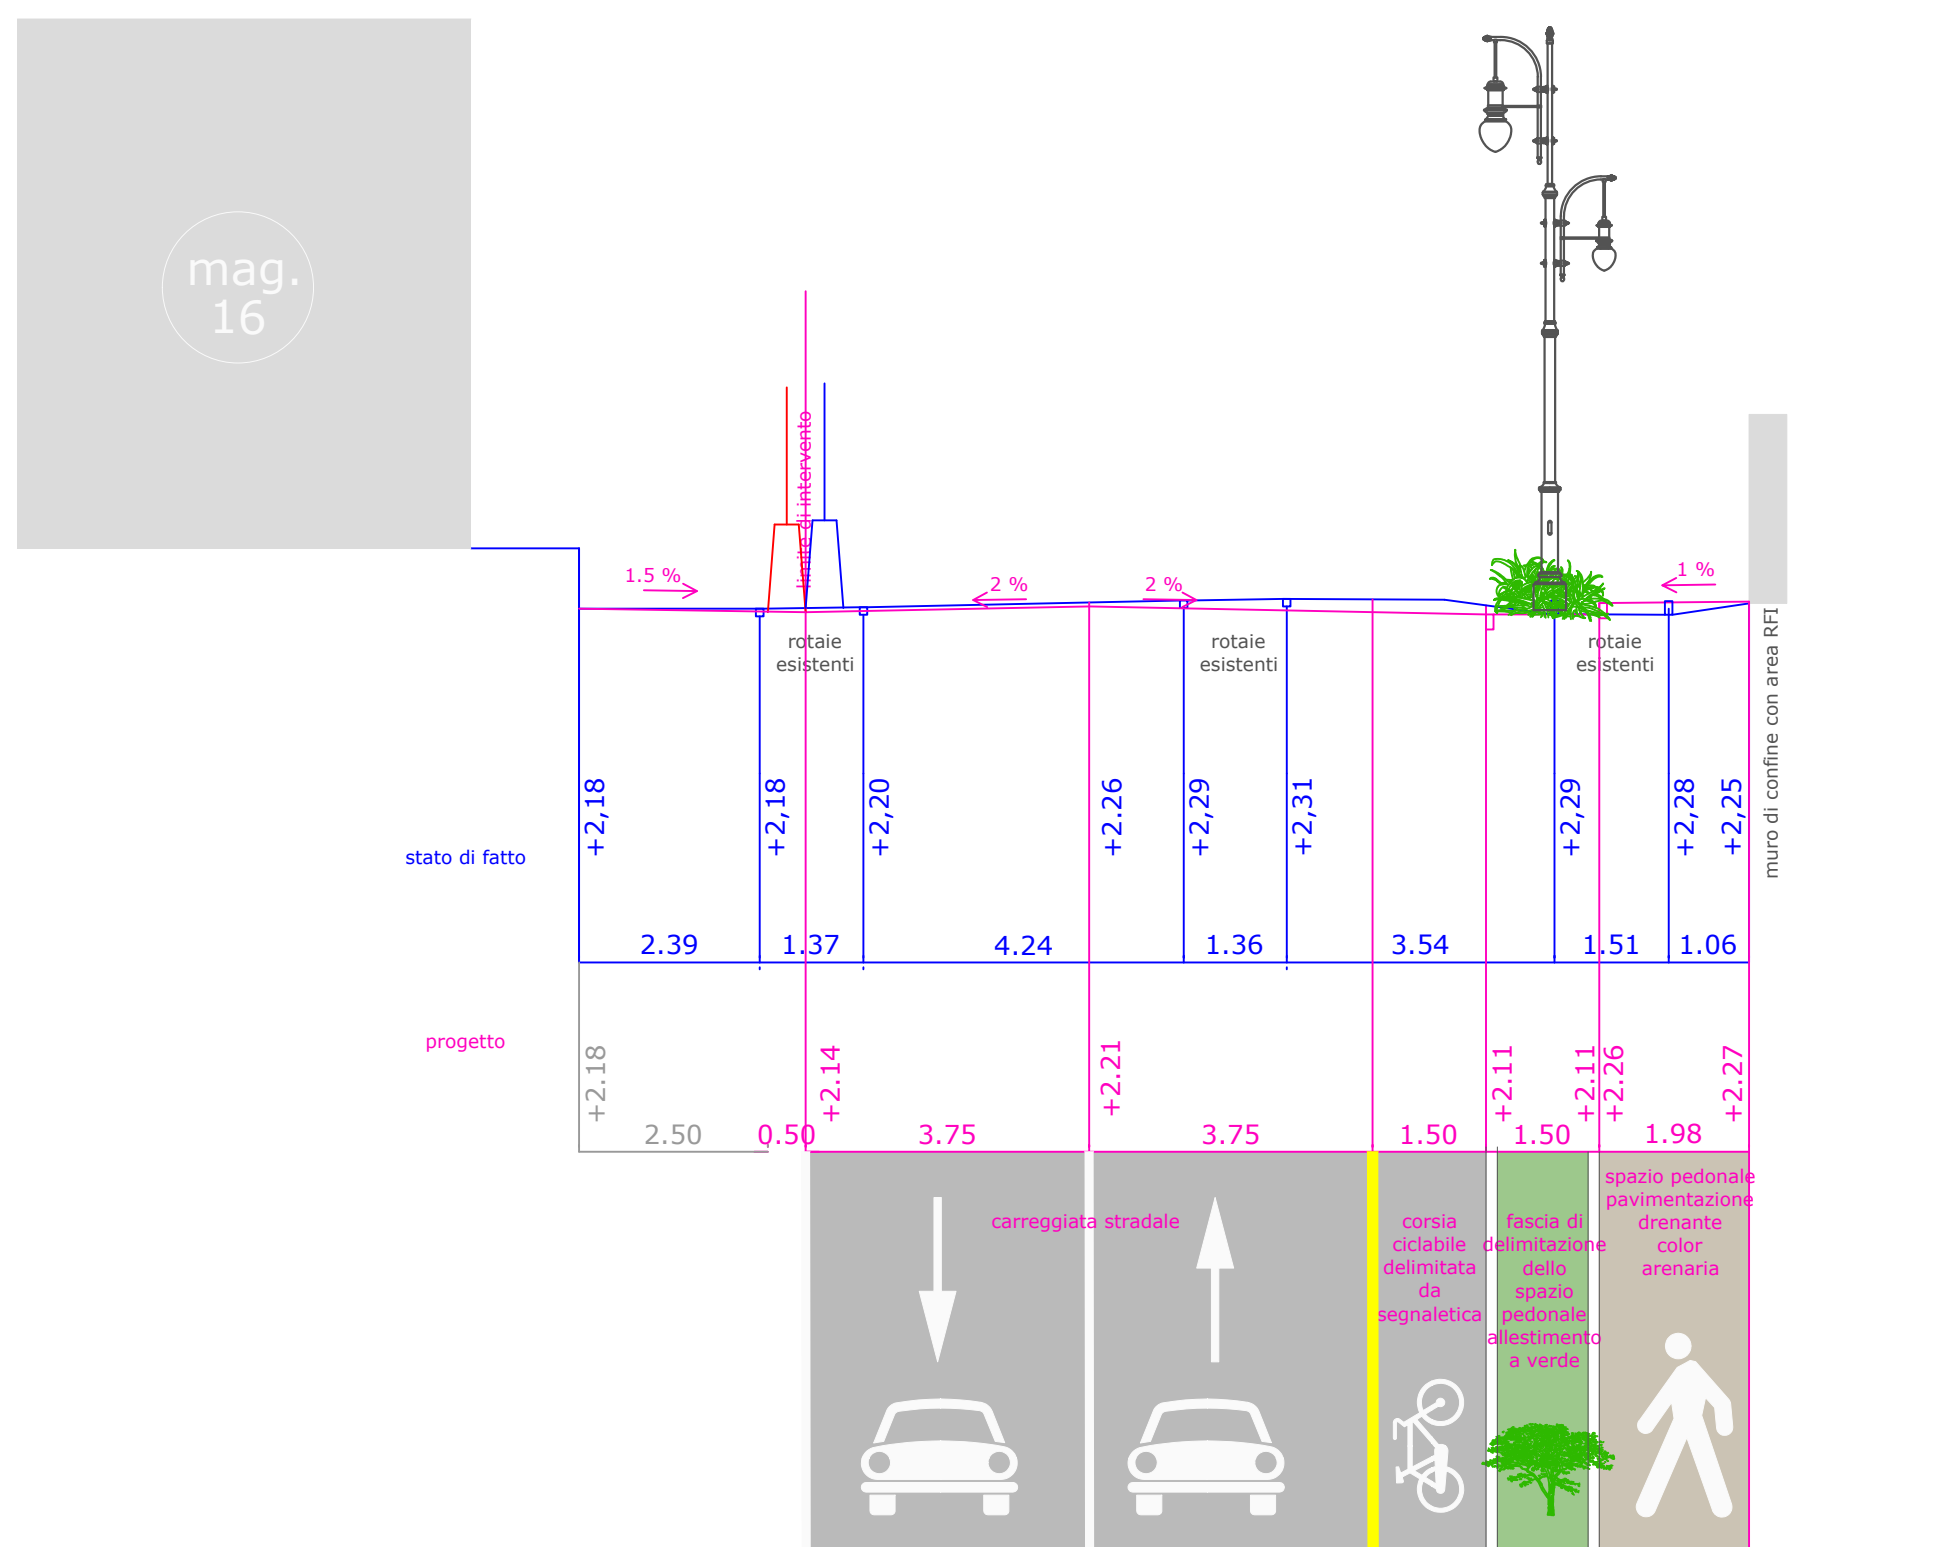 mag.
16
limite di intervento
1.5 %
2 %
2 %
1 %
rotaie
esistenti
rotaie
esistenti
rotaie
esistenti
muro di confine con area RFI
stato di fatto
+2,18
+2,18
+2,20
+2.26
+2,29
+2,31
+2,29
+2,28
+2,25
2.39
1.37
4.24
1.36
3.54
1.51
1.06
progetto
+2.18
+2.14
+2.21
+2.11
+2.11
+2.26
+2.27
2.50
0.50
3.75
3.75
1.50
1.50
1.98
carreggiata stradale
corsia
ciclabile
delimitata
da
segnaletica
fascia di
delimitazione
dello
spazio
pedonale
allestimento
a verde
spazio pedonale
pavimentazione
drenante
color
arenaria